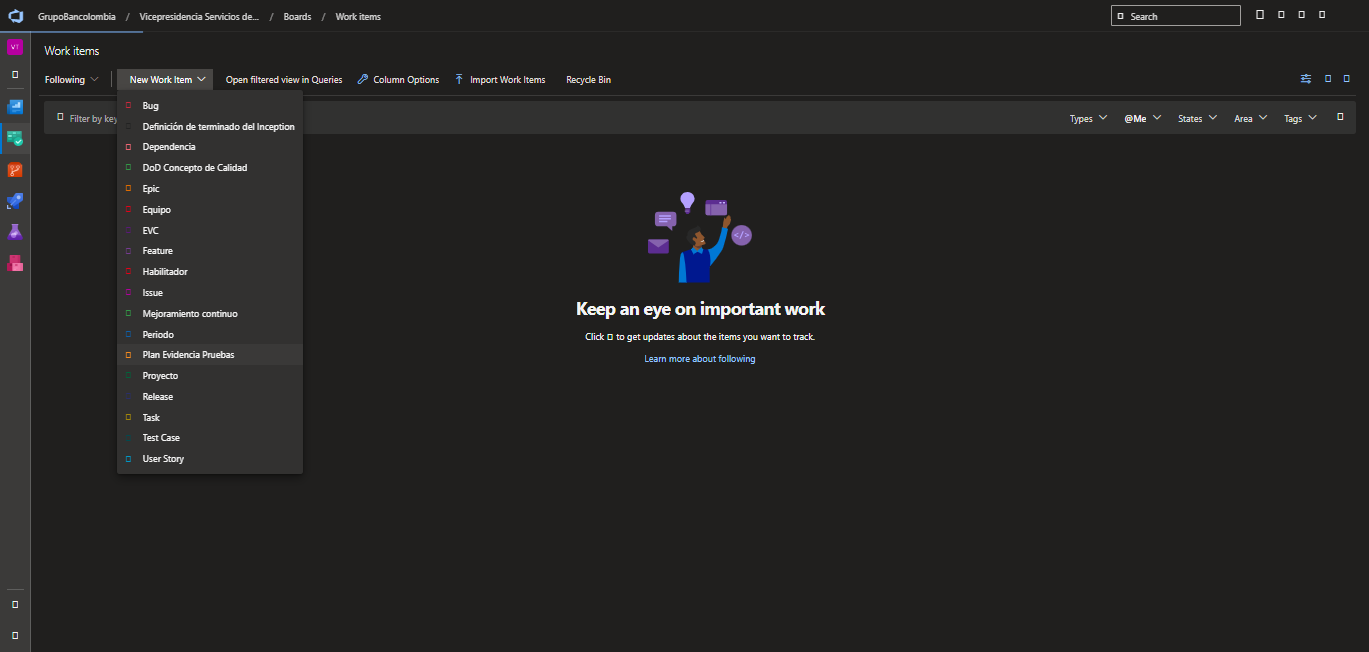 GrupoBancolombia / Vicepresidencia Servicios de... / Boards / Work items
Search
VT
Work items
Following
New Work Item
Open filtered view in Queries
Column Options
Import Work Items
Recycle Bin
Filter by key
Types
@Me
States
Area
Tags
Bug
Definición de terminado del Inception
Dependencia
DoD Concepto de Calidad
Epic
Equipo
EVC
Feature
Habilitador
Issue
Mejoramiento continuo
Periodo
Plan Evidencia Pruebas
Proyecto
Release
Task
Test Case
User Story
</>
Keep an eye on important work
Click to get updates about the items you want to track.
Learn more about following